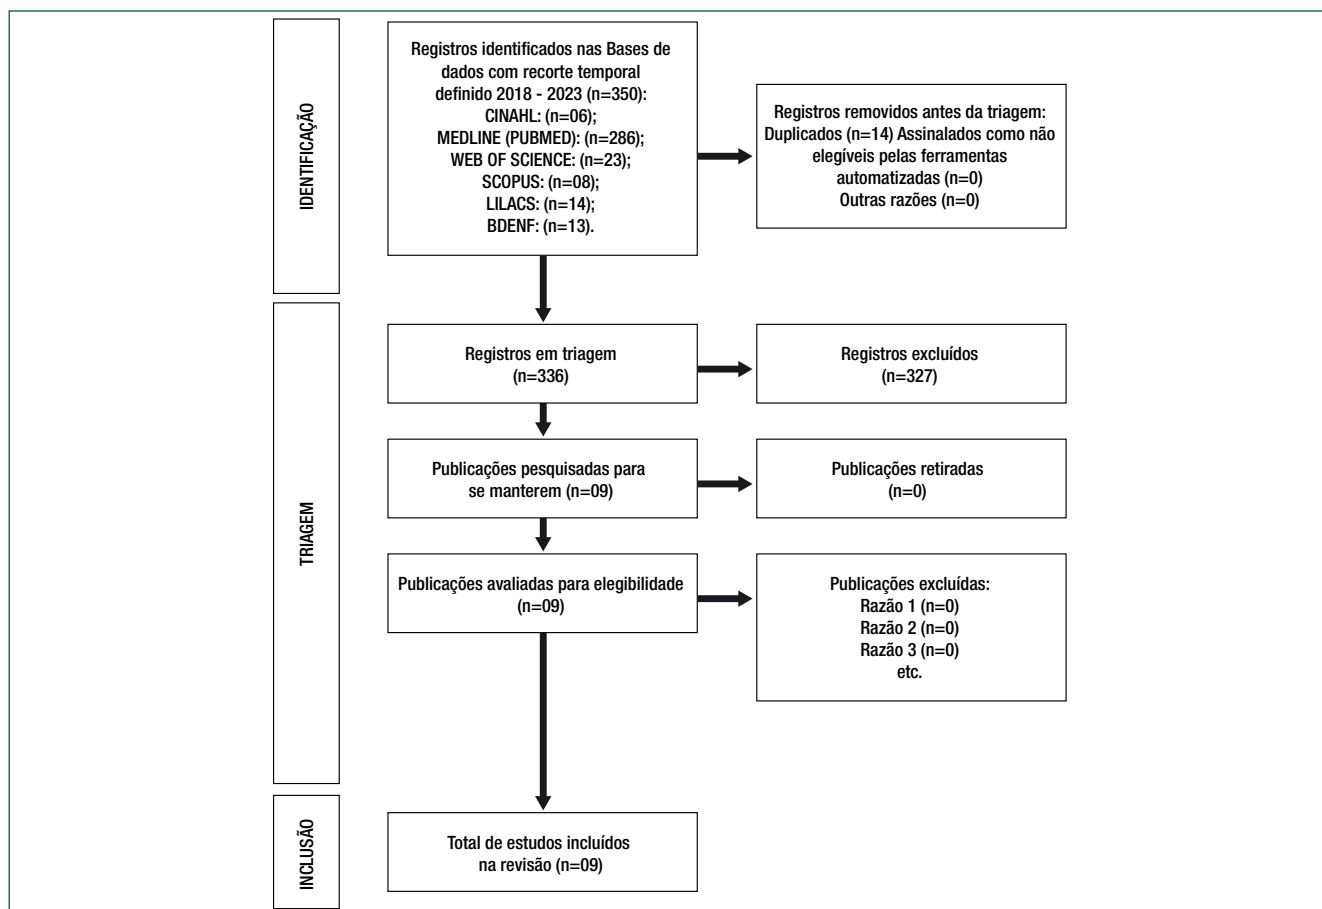 IDENTIFICAÇÃO
Registros identificados nas Bases de
dados com recorte temporal
definido 2018 - 2023 (n=350):
CINAHL: (n=06);
MEDLINE (PUBMED): (n=286);
WEB OF SCIENCE: (n=23);
SCOPUS: (n=08);
LILACS: (n=14);
BDENF: (n=13).
Registros removidos antes da triagem:
Duplicados (n=14) Assinalados como não
elegíveis pelas ferramentas
automatizadas (n=0)
Outras razões (n=0)
TRIAGEM
Registros em triagem
(n=336)
Registros excluídos
(n=327)
Publicações pesquisadas para
se manterem (n=09)
Publicações retiradas
(n=0)
Publicações avaliadas para elegibilidade
(n=09)
Publicações excluídas:
Razão 1 (n=0)
Razão 2 (n=0)
Razão 3 (n=0)
etc.
INCLUSÃO
Total de estudos incluídos
na revisão (n=09)